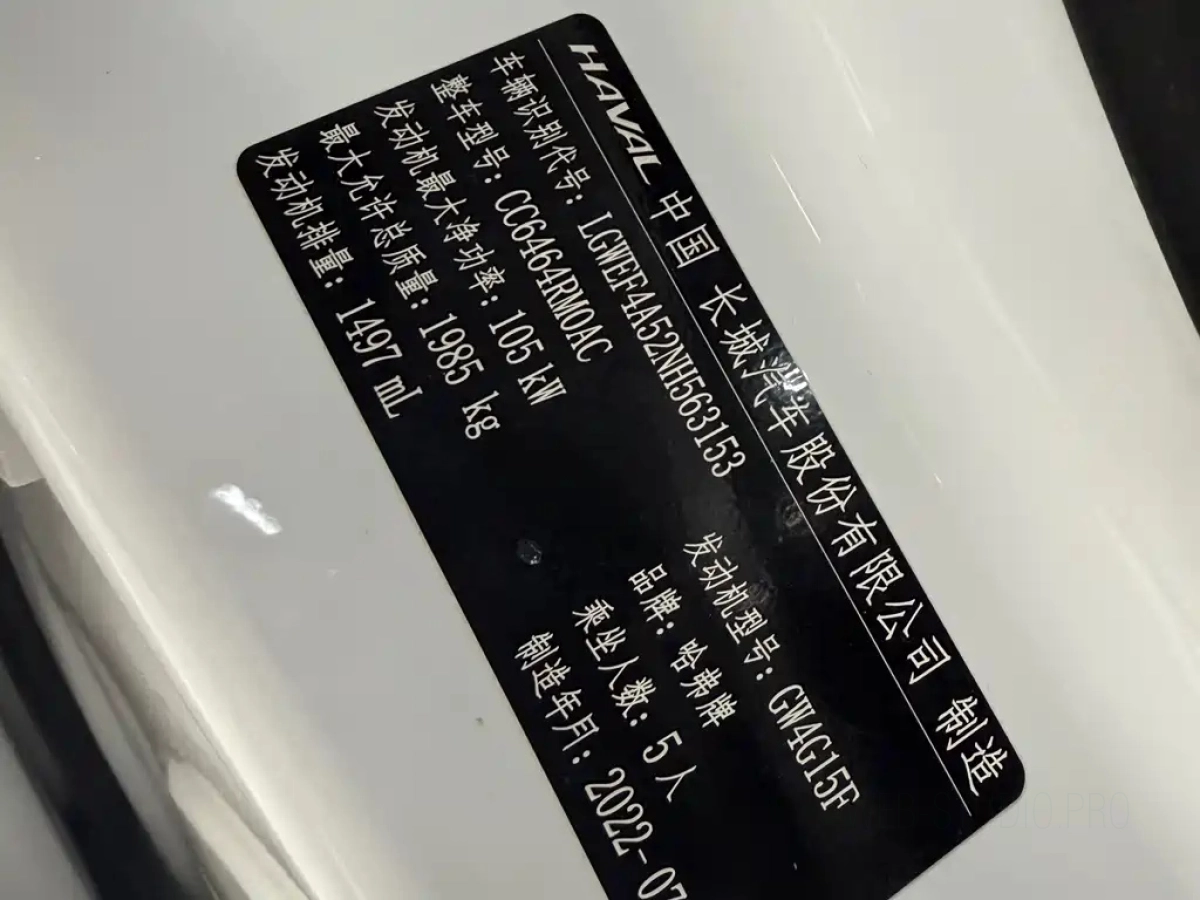 HAVAL 中国 长城汽车股份有限公司 制造
车辆识别代号: LGWEF4A52NH563153
整车型号: CC6464RM0AC 发动机型号: GW4G15F
发动机最大净功率: 105 kW 品牌: 哈弗牌
最大允许总质量: 1985 kg 乘坐人数: 5 人
发动机排量: 1497 mL 制造年月: 2022-07